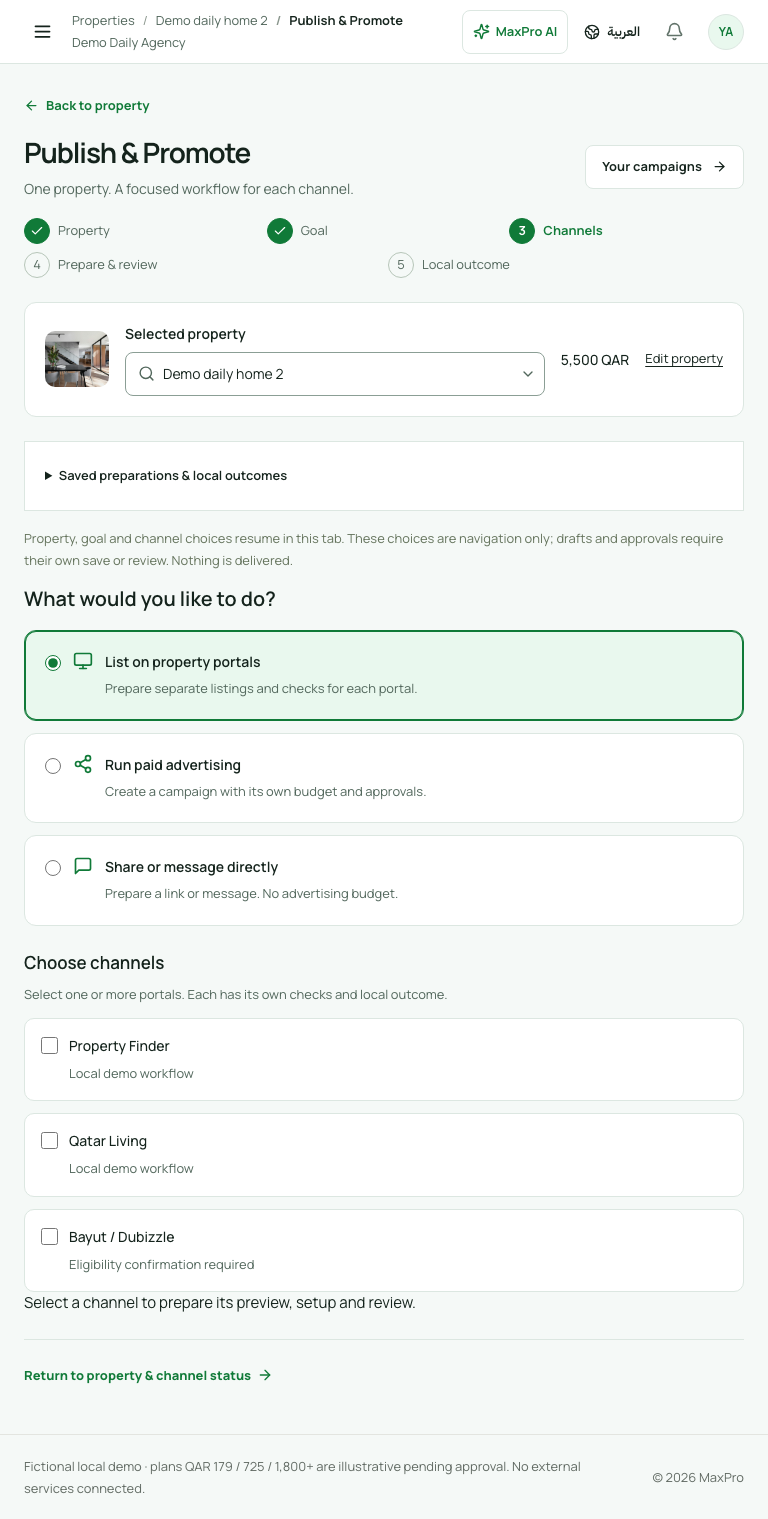 Properties / Demo daily home 2 / Publish & Promote
Demo Daily Agency
MaxPro AI
العربية
YA
Back to property
Publish & Promote
One property. A focused workflow for each channel.
Your campaigns
Property
Goal
3 Channels
4 Prepare & review
5 Local outcome
Selected property
Demo daily home 2
5,500 QAR
Edit property
Saved preparations & local outcomes
Property, goal and channel choices resume in this tab. These choices are navigation only; drafts and approvals require
their own save or review. Nothing is delivered.
What would you like to do?
List on property portals
Prepare separate listings and checks for each portal.
Run paid advertising
Create a campaign with its own budget and approvals.
Share or message directly
Prepare a link or message. No advertising budget.
Choose channels
Select one or more portals. Each has its own checks and local outcome.
Property Finder
Local demo workflow
Qatar Living
Local demo workflow
Bayut / Dubizzle
Eligibility confirmation required
Select a channel to prepare its preview, setup and review.
Return to property & channel status
Fictional local demo · plans QAR 179 / 725 / 1,800+ are illustrative pending approval. No external
services connected.
© 2026 MaxPro